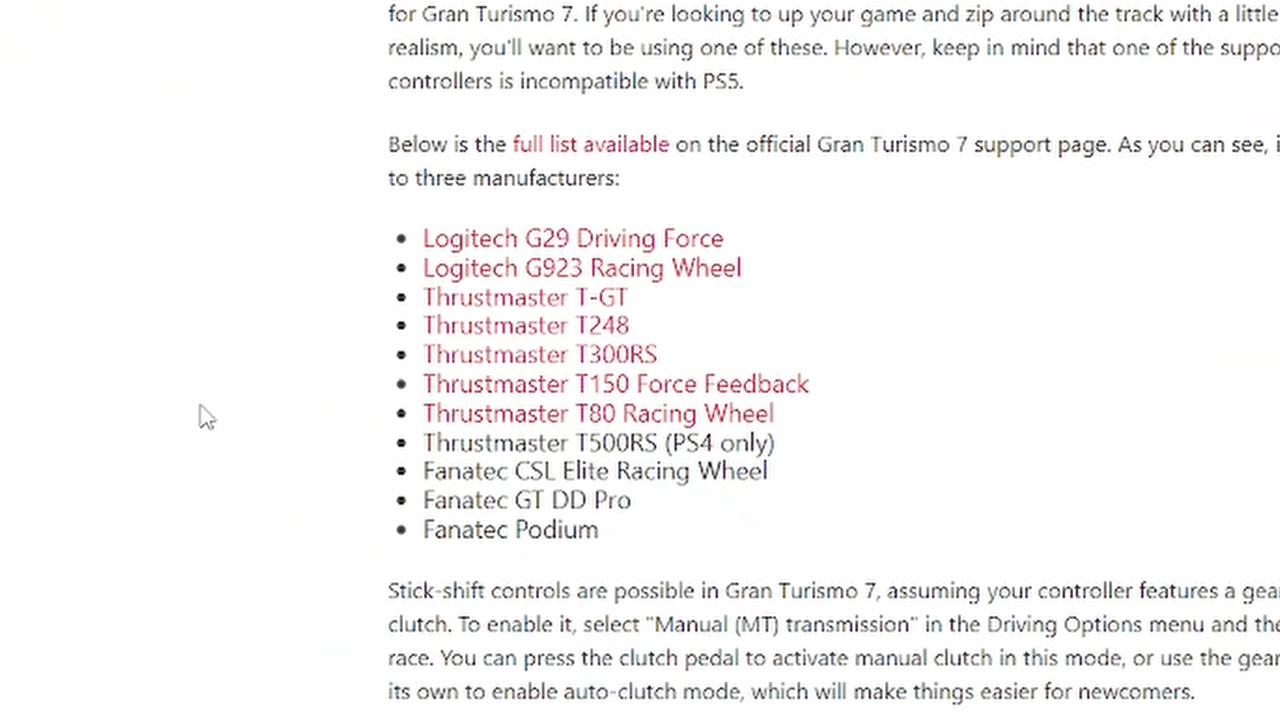 for Gran Turismo 7. If you're looking to up your game and zip around the track with a little
realism, you'll want to be using one of these. However, keep in mind that one of the suppo
controllers is incompatible with PS5.
Below is the full list available on the official Gran Turismo 7 support page. As you can see, i
to three manufacturers:
• Logitech G29 Driving Force
• Logitech G923 Racing Wheel
• Thrustmaster T-GT
• Thrustmaster T248
• Thrustmaster T300RS
• Thrustmaster T150 Force Feedback
• Thrustmaster T80 Racing Wheel
• Thrustmaster T500RS (PS4 only)
• Fanatec CSL Elite Racing Wheel
• Fanatec GT DD Pro
• Fanatec Podium
Stick-shift controls are possible in Gran Turismo 7, assuming your controller features a gea
clutch. To enable it, select "Manual (MT) transmission" in the Driving Options menu and the
race. You can press the clutch pedal to activate manual clutch in this mode, or use the gear
its own to enable auto-clutch mode, which will make things easier for newcomers.